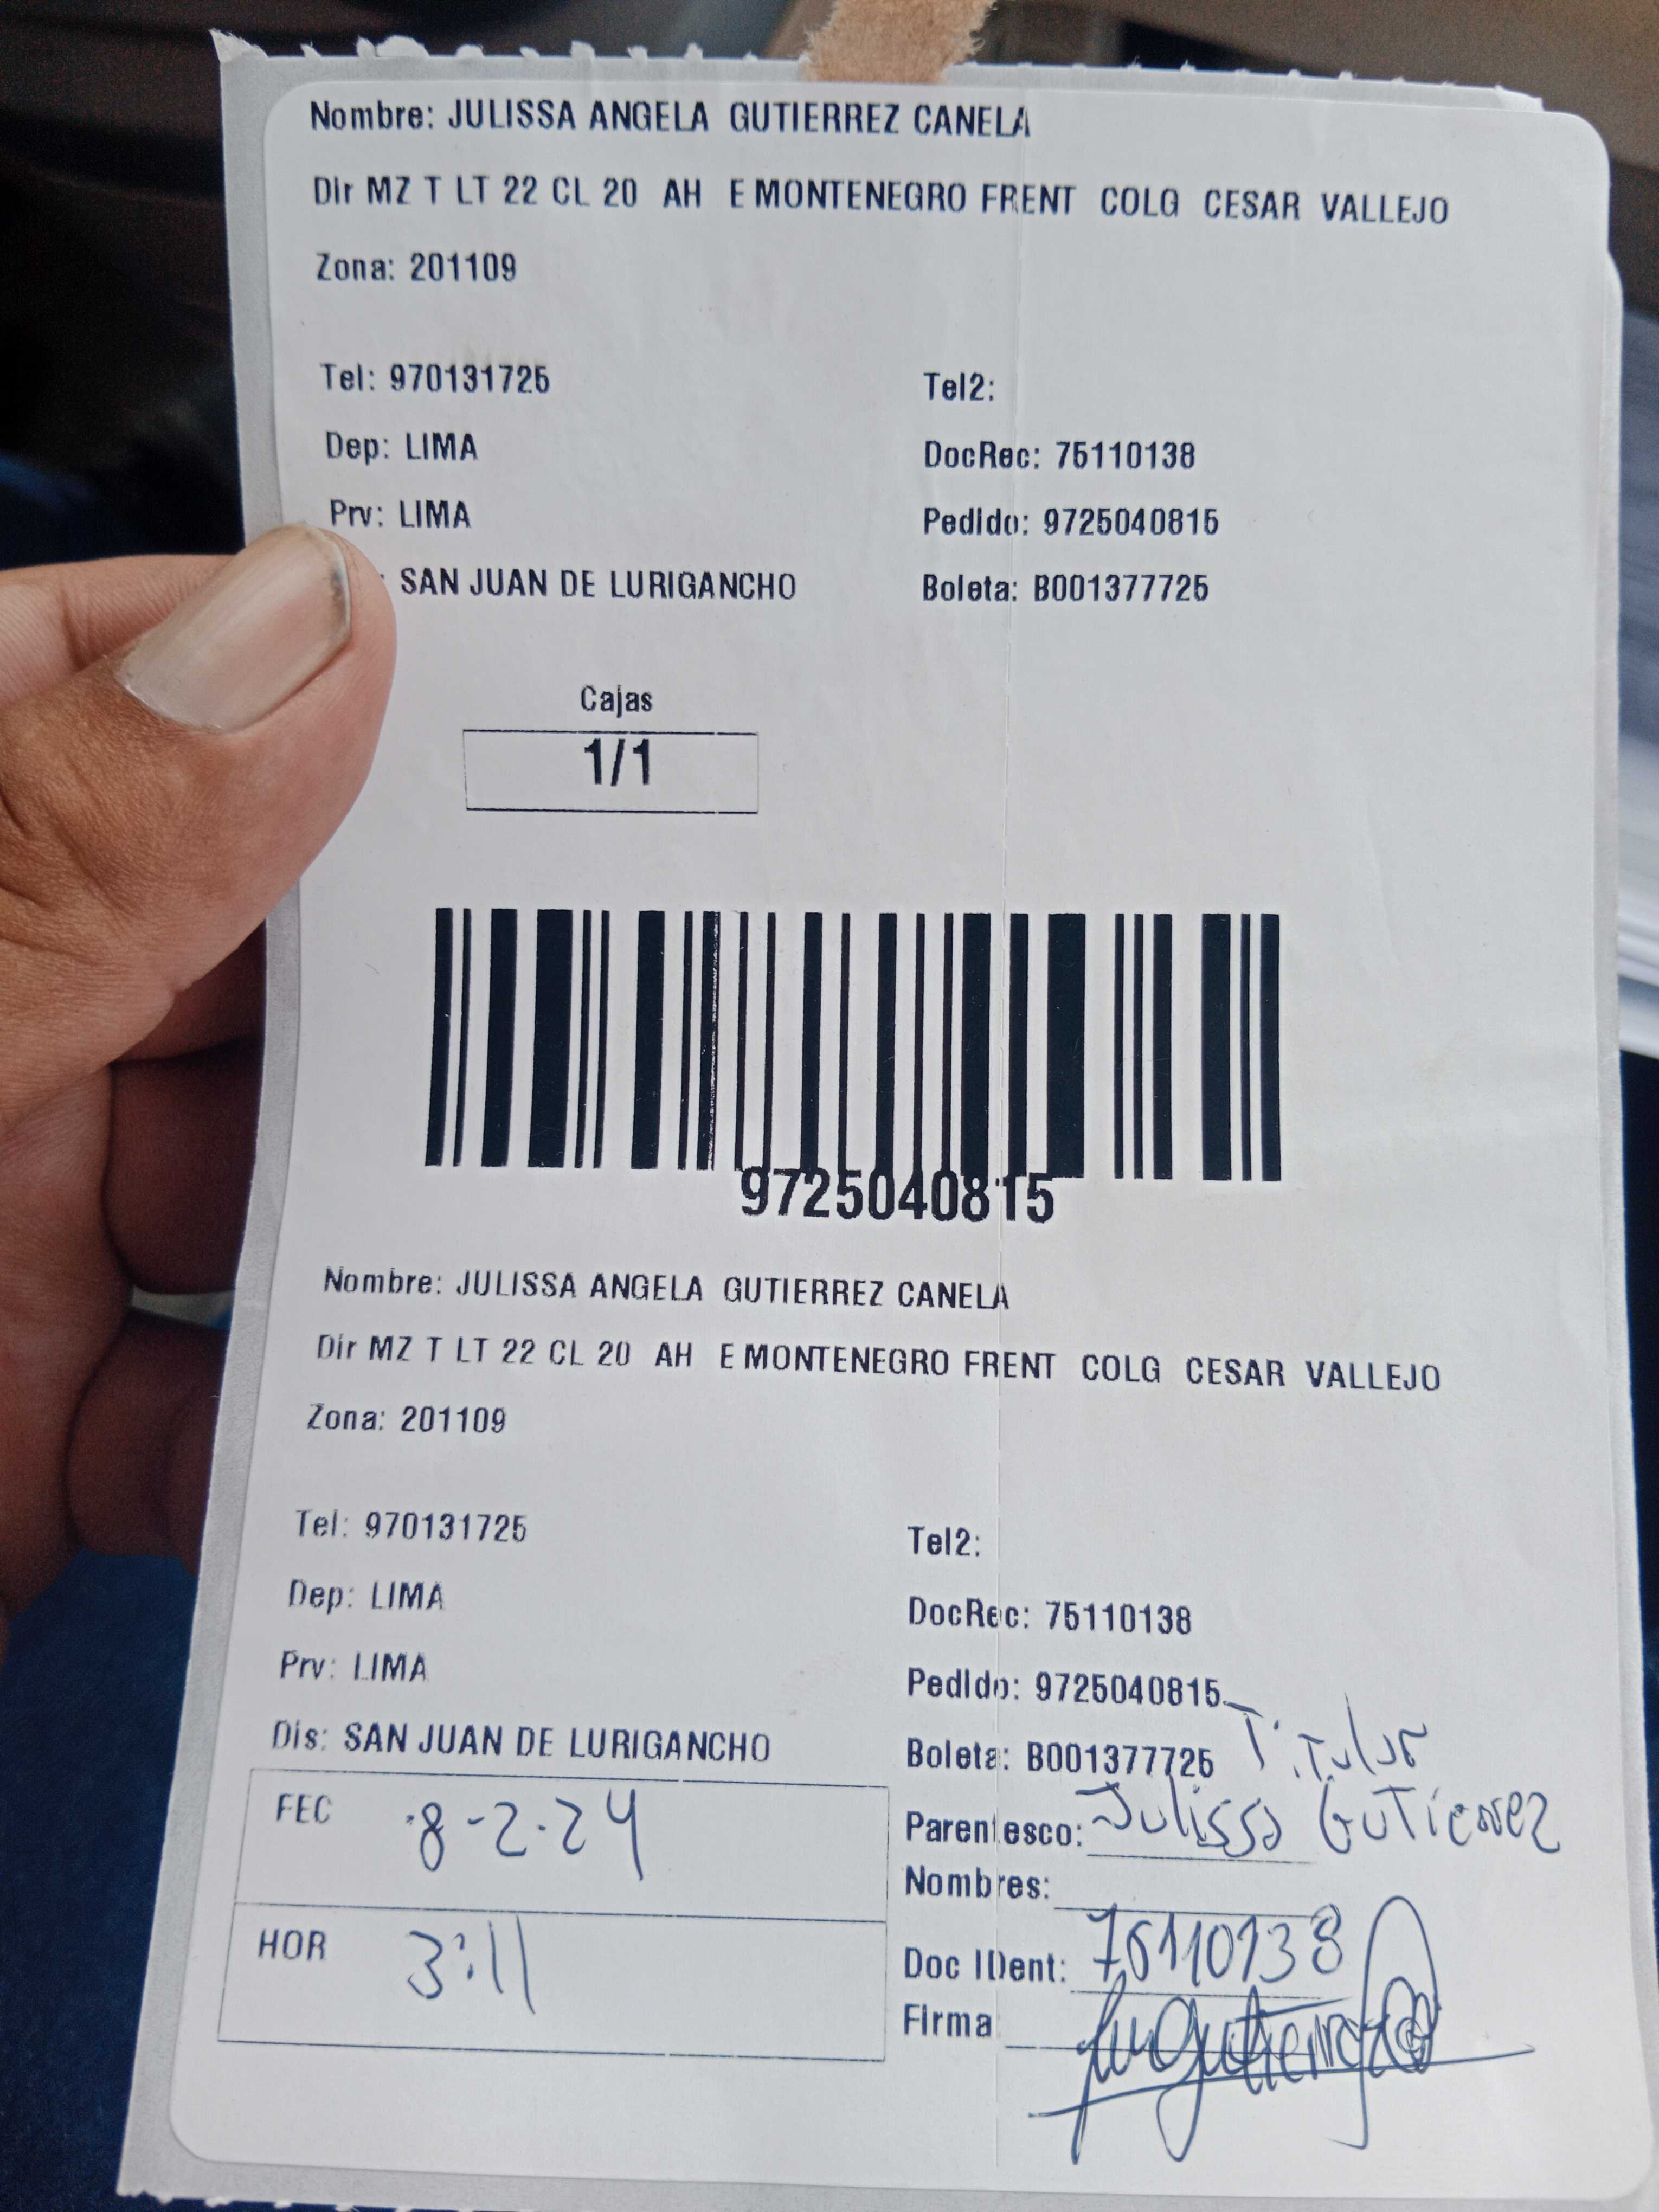 Nombre: JULISSA ANGELA GUTIERREZ CANELA
Dir MZ T LT 22 CL 20 AH E MONTENEGRO FRENT COLG CESAR VALLEJO
Zona: 201109
Tel: 970131725 Tel2:
Dep: LIMA DocRec: 75110138
Prv: LIMA Pedido: 9725040815
: SAN JUAN DE LURIGANCHO Boleta: B001377725
Cajas
1/1
9725040815
Nombre: JULISSA ANGELA GUTIERREZ CANELA
Dir MZ T LT 22 CL 20 AH E MONTENEGRO FRENT COLG CESAR VALLEJO
Zona: 201109
Tel: 970131725 Tel2:
Dep: LIMA DocRec: 75110138
Prv: LIMA Pedido: 9725040815
Dis: SAN JUAN DE LURIGANCHO Boleta: B001377725 Titular
FEC 8-2-24 Parentesco: Julissa Gutierrez
Nombres:
HOR 3:11 Doc IDent: 75110138
Firma